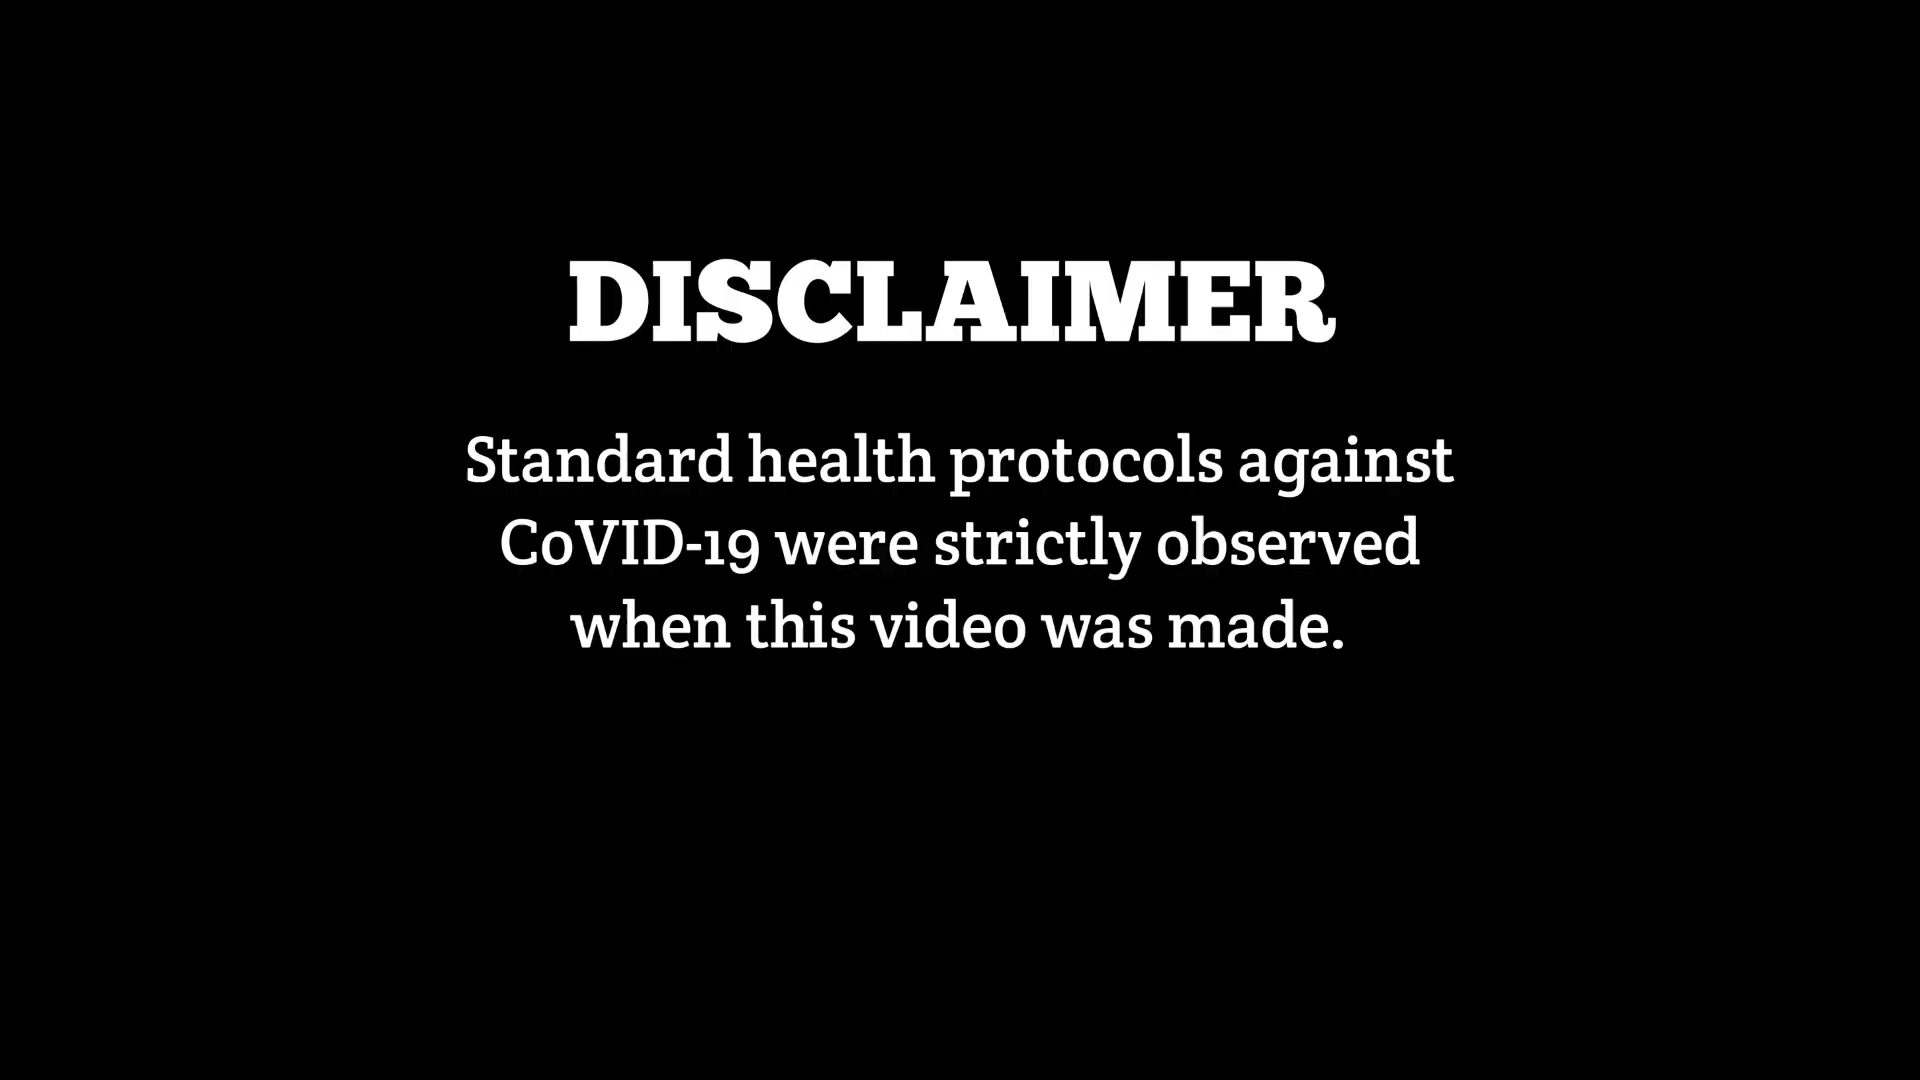 DISCLAIMER
Standard health protocols against
CoVID-19 were strictly observed
when this video was made.